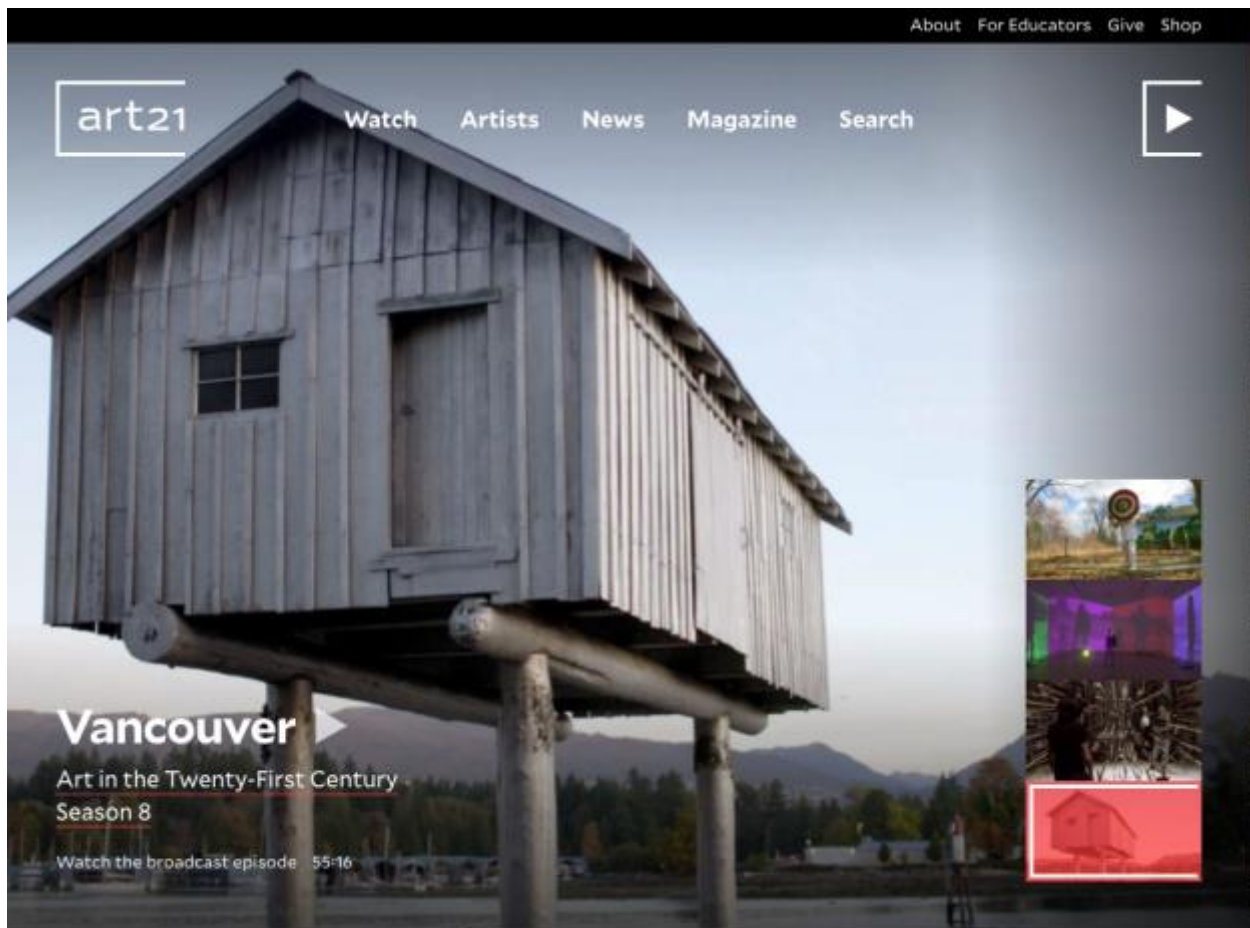 About For Educators Give Shop
art21
Watch Artists News Magazine Search
Vancouver
Art in the Twenty-First Century
Season 8
Watch the broadcast episode 55:16